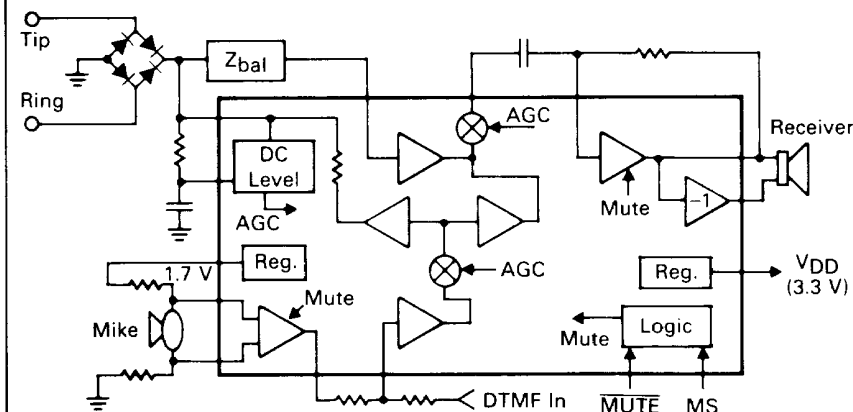 Tip
Zbal
Ring
AGC
Receiver
DC
Level
AGC
Mute
-1
Reg.
1.7 V
AGC
Reg.
VDD
(3.3 V)
Mute
Mike
Mute
Logic
DTMF In
M̅U̅T̅E̅
MS